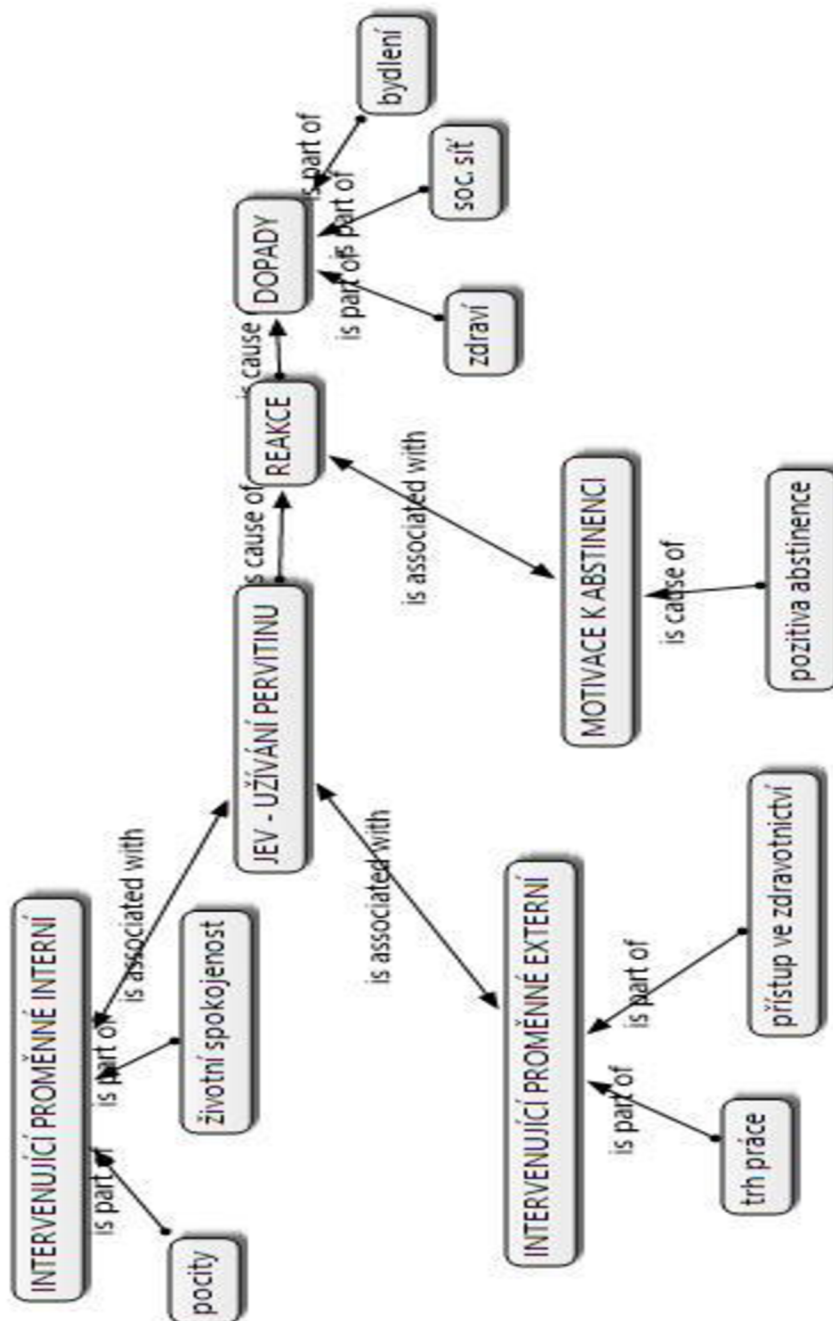 INTERVENUJÍCÍ PROMĚNNÉ INTERNÍ
is part of
is part of
is associated with
pocity
životní spokojenost
JEV - UŽÍVÁNÍ PERVITINU
is cause of
REAKCE
is cause
DOPADY
is part of
is part of
is part of
bydlení
is associated with
is associated with
zdraví
soc. síť
INTERVENUJÍCÍ PROMĚNNÉ EXTERNÍ
MOTIVACE K ABSTINENCI
is part of
is part of
is cause of
trh práce
přístup ve zdravotnictví
pozitiva abstinence